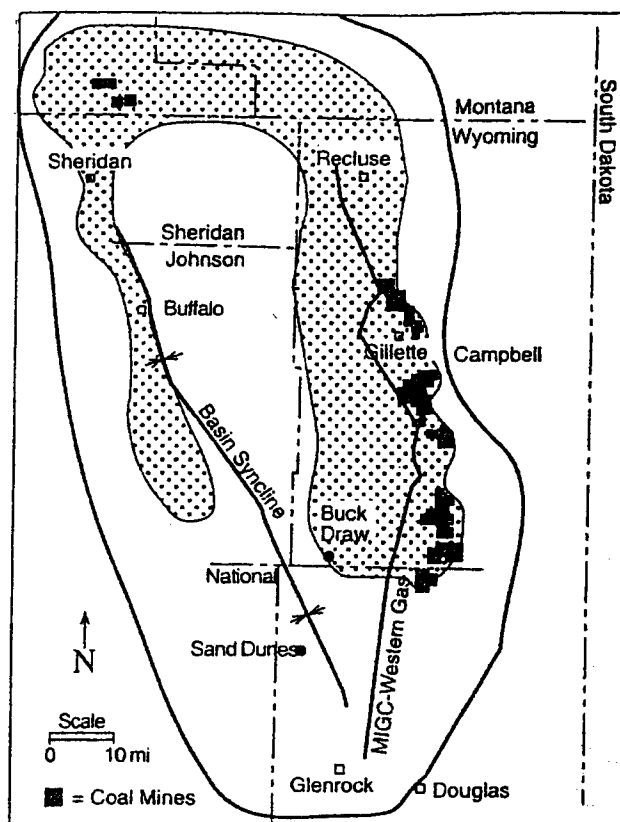 Montana
Wyoming
South Dakota
Sheridan
Recluse
Sheridan
Johnson
Buffalo
Gillette
Campbell
Basin Syncline
Buck
Draw
National
MIGC-Western Gas
Sand Dunes
N
Scale
0 10 mi
Glenrock
Douglas
= Coal Mines